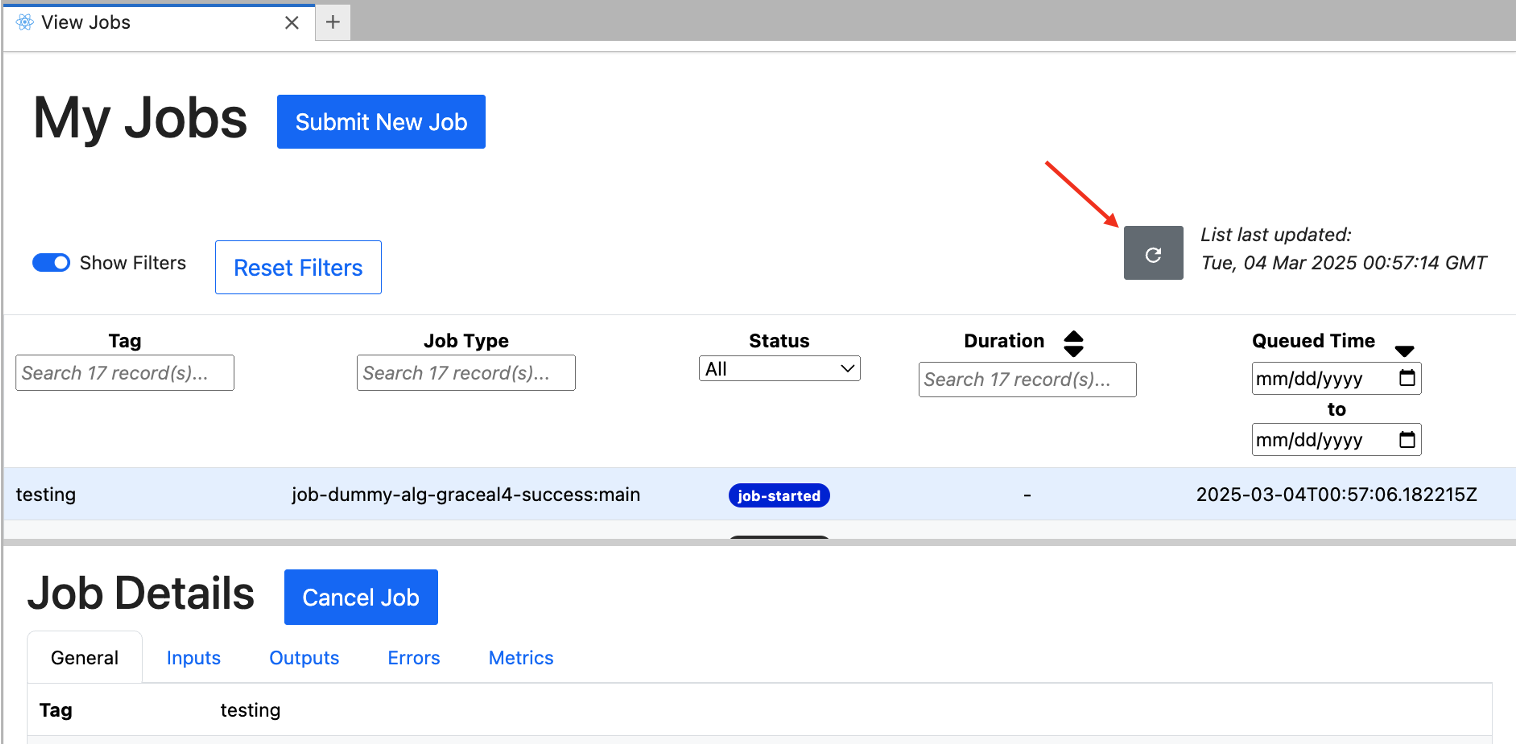 View Jobs
My Jobs
Submit New Job
List last updated:
Tue, 04 Mar 2025 00:57:14 GMT
Show Filters
Reset Filters
Tag
Job Type
Status
Duration
Queued Time
Search 17 record(s)...
Search 17 record(s)...
All
Search 17 record(s)...
mm/dd/yyyy
to
mm/dd/yyyy
testing
job-dummy-alg-graceal4-success:main
job-started
-
2025-03-04T00:57:06.182215Z
Job Details
Cancel Job
General
Inputs
Outputs
Errors
Metrics
Tag
testing